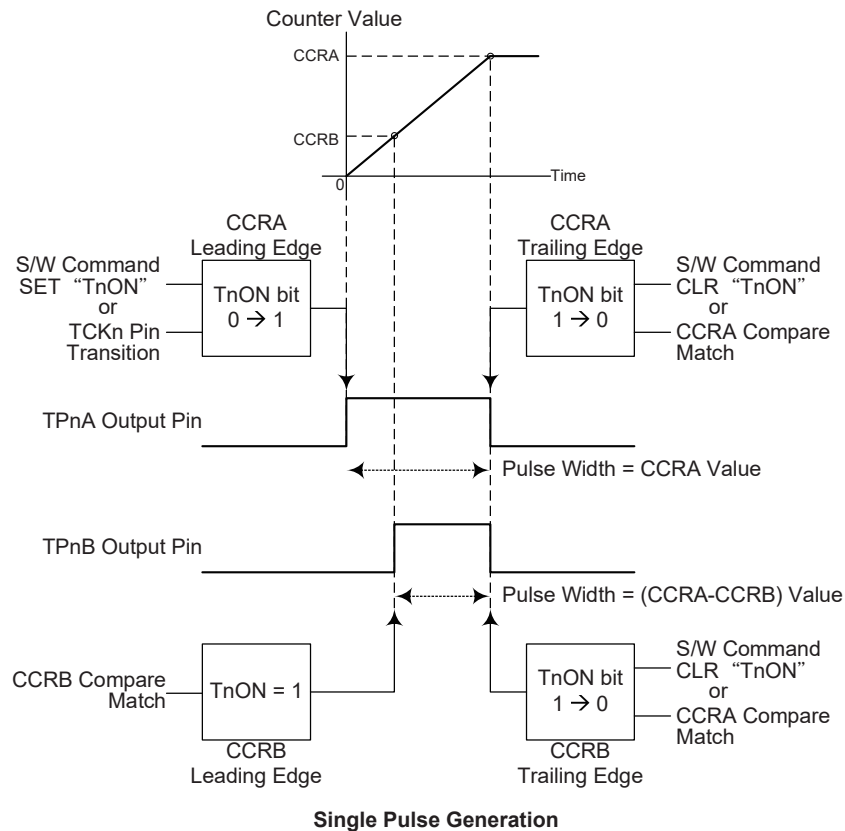 Counter Value
CCRA
CCRB
0
Time
CCRA
Leading Edge
S/W Command
SET “TnON”
or
TCKn Pin
Transition
TnON bit
0 → 1
CCRA
Trailing Edge
TnON bit
1 → 0
S/W Command
CLR “TnON”
or
CCRA Compare
Match
TPnA Output Pin
Pulse Width = CCRA Value
TPnB Output Pin
Pulse Width = (CCRA-CCRB) Value
CCRB Compare
Match
TnON = 1
CCRB
Leading Edge
TnON bit
1 → 0
CCRB
Trailing Edge
S/W Command
CLR “TnON”
or
CCRA Compare
Match
Single Pulse Generation